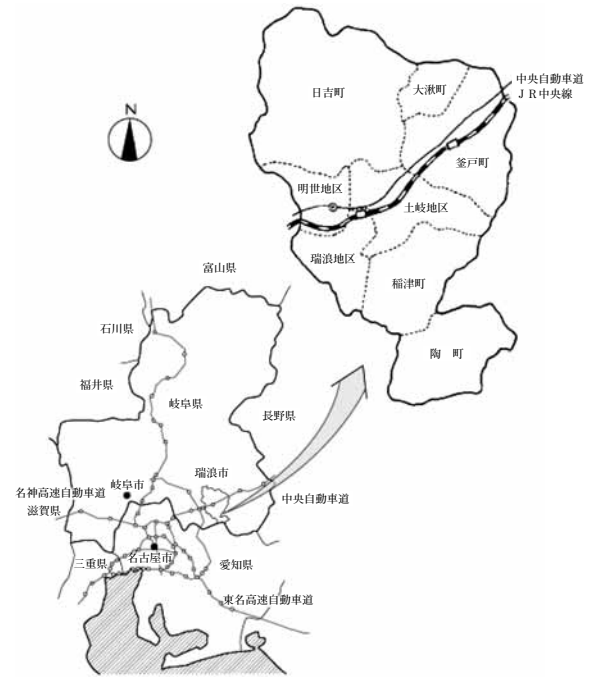 中央自動車道
ＪＲ中央線
日吉町
大湫町
釜戸町
明世地区
土岐地区
瑞浪地区
稲津町
陶　町
N
富山県
石川県
福井県
岐阜県
長野県
瑞浪市
岐阜市
名神高速自動車道
滋賀県
中央自動車道
三重県
名古屋市
愛知県
東名高速自動車道